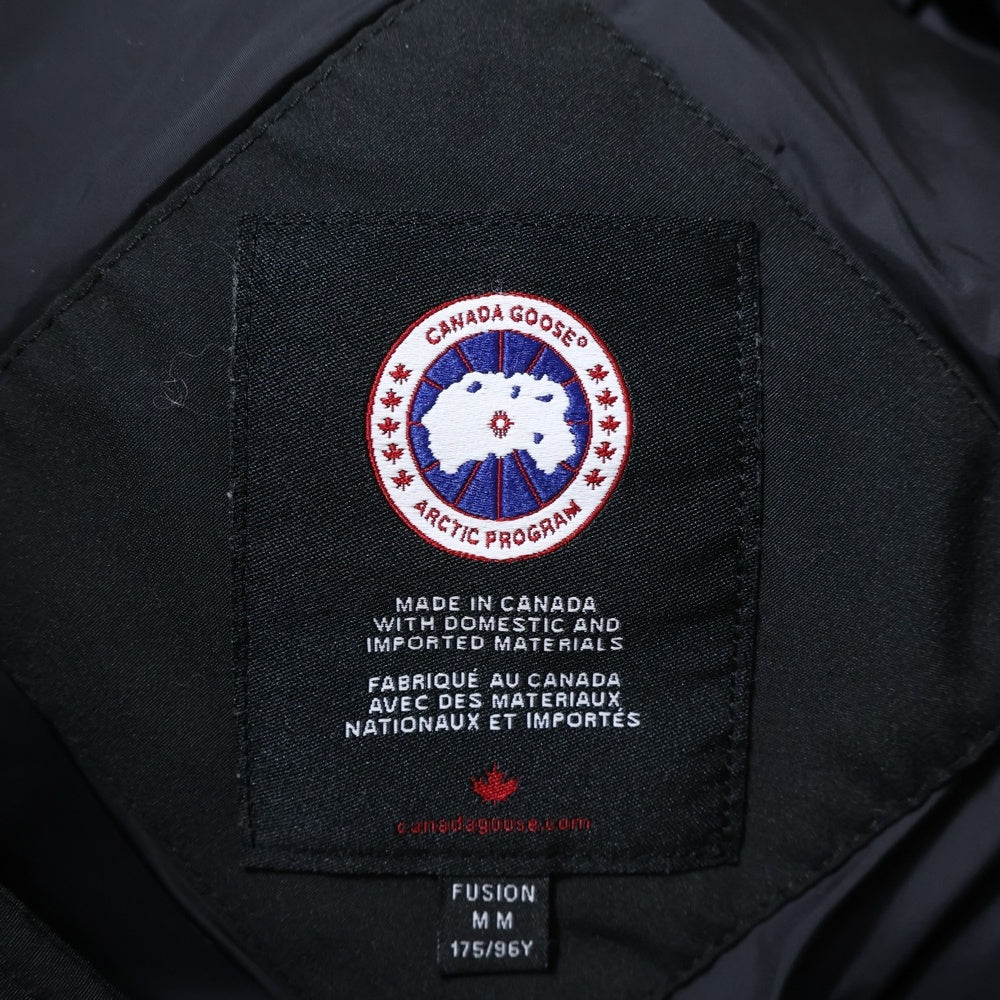 CANADA GOOSE®
ARCTIC PROGRAM
MADE IN CANADA
WITH DOMESTIC AND
IMPORTED MATERIALS
FABRIQUÉ AU CANADA
AVEC DES MATERIAUX
NATIONAUX ET IMPORTÉS
canadagoose.com
FUSION
M M
175/96Y